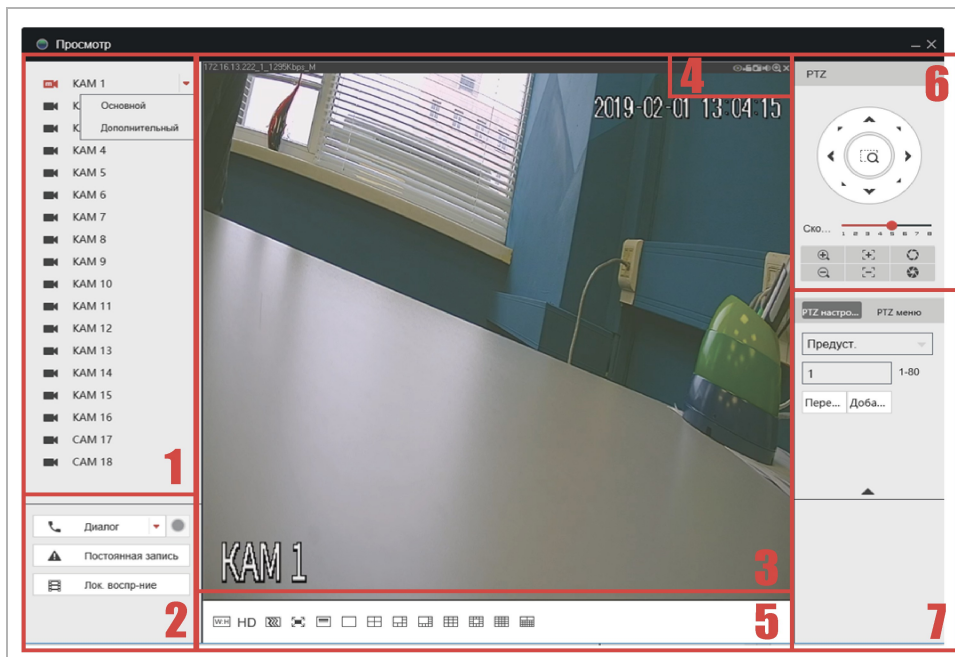 Просмотр
КАМ 1
Основной
К
Дополнительный
К
КАМ 4
КАМ 5
КАМ 6
КАМ 7
КАМ 8
КАМ 9
КАМ 10
КАМ 11
КАМ 12
КАМ 13
КАМ 14
КАМ 15
КАМ 16
CAM 17
CAM 18
1
Диалог
Постоянная запись
Лок. воспр-ние
2
172.16.13.222_1_1295Kbps_M
4
2019-02-01 13:04:15
КАМ 1
3
W:H HD
5
PTZ
6
Ско...
1 2 3 4 5 6 7 8
PTZ настро... PTZ меню
Предуст.
1 1-80
Пере... Доба...
7